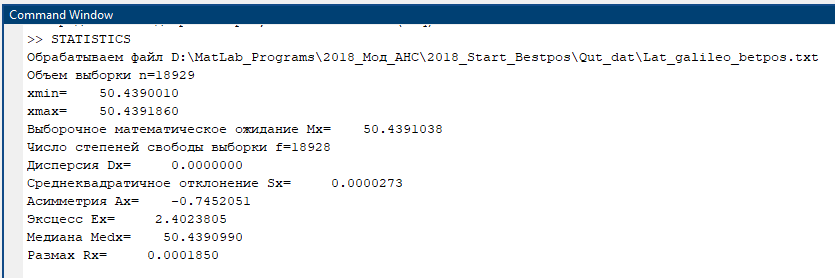 Command Window
>> STATISTICS
Обрабатываем файл D:\MatLab_Programs\2018_Мод_АНС\2018_Start_Bestpos\Qut_dat\Lat_galileo_betpos.txt
Объем выборки n=18929
xmin= 50.4390010
xmax= 50.4391860
Выборочное математическое ожидание Mx= 50.4391038
Число степеней свободы выборки f=18928
Дисперсия Dx= 0.0000000
Среднеквадратичное отклонение Sx= 0.0000273
Асимметрия Ax= -0.7452051
Эксцесс Ex= 2.4023805
Медиана Medx= 50.4390990
Размах Rx= 0.0001850